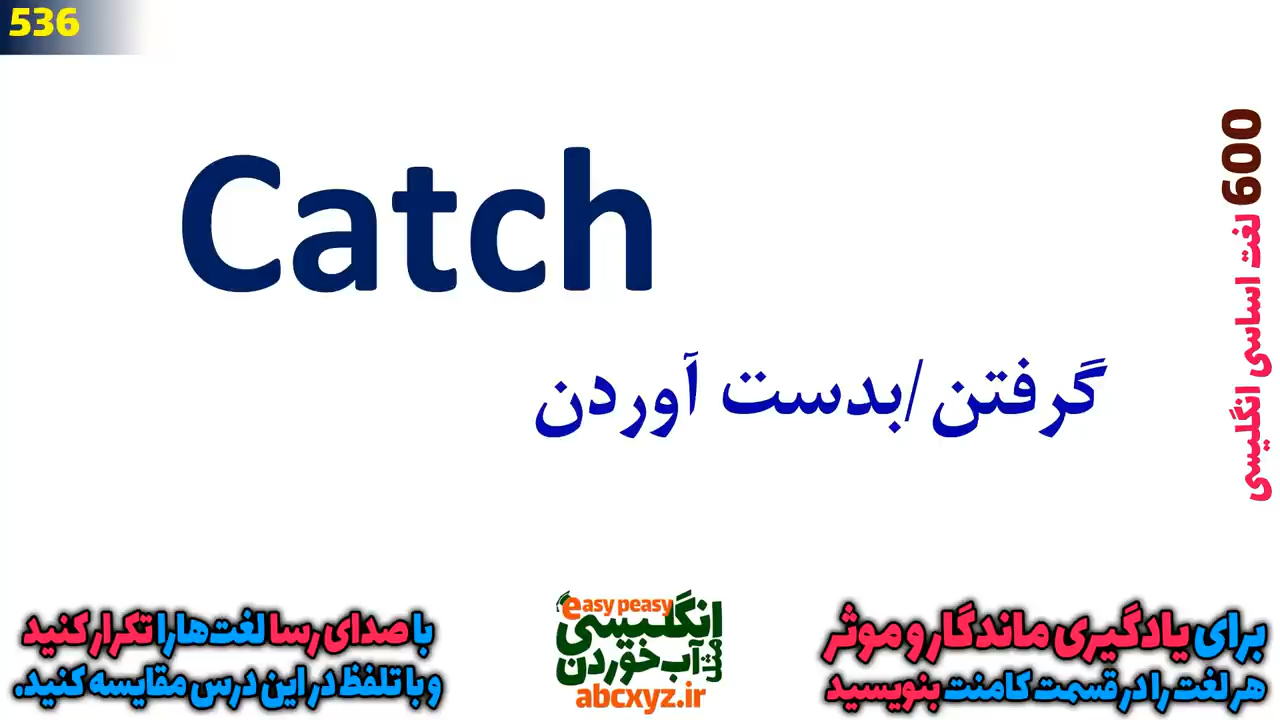 536
Catch
گرفتن /بدست آوردن
600 لغت اساسی انگلیسی
برای یادگیری ماندگار و موثر
هر لغت را در قسمت کامنت بنویسید
easy peasy
انگلیسی
مثل آب خوردن
abcxyz.ir
با صدای رسا لغت‌ها را تکرار کنید
و با تلفظ در این درس مقایسه کنید.